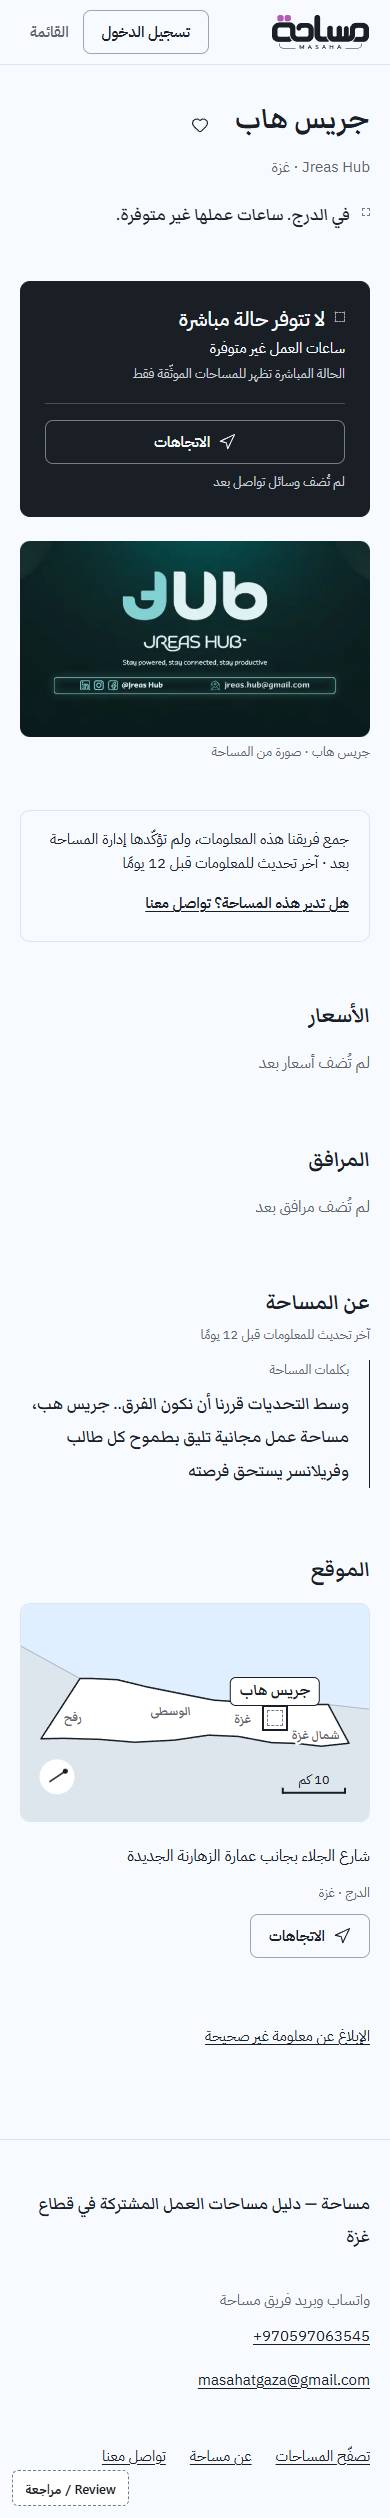 مساحة
MASAHA
تسجيل الدخول
القائمة
جريس هاب
Jreas Hub · غزة
في الدرج. ساعات عملها غير متوفرة.
لا تتوفر حالة مباشرة
ساعات العمل غير متوفرة
الحالة المباشرة تظهر للمساحات الموثّقة فقط
الاتجاهات
لم تُضف وسائل تواصل بعد
JHUB
JREAS HUB
Stay powered, stay connected, stay productive
@Jreas Hub
jreas.hub@gmail.com
جريس هاب · صورة من المساحة
جمع فريقنا هذه المعلومات، ولم تؤكّدها إدارة المساحة
بعد · آخر تحديث للمعلومات قبل 12 يومًا
هل تدير هذه المساحة؟ تواصل معنا
الأسعار
لم تُضف أسعار بعد
المرافق
لم تُضف مرافق بعد
عن المساحة
آخر تحديث للمعلومات قبل 12 يومًا
بكلمات المساحة
وسط التحديات قررنا أن نكون الفرق.. جريس هب،
مساحة عمل مجانية تليق بطموح كل طالب
وفريلانسر يستحق فرصته
الموقع
جريس هاب
شمال غزة
غزة
الوسطى
رفح
10 كم
شارع الجلاء بجانب عمارة الزهارنة الجديدة
الدرج · غزة
الاتجاهات
الإبلاغ عن معلومة غير صحيحة
مساحة — دليل مساحات العمل المشتركة في قطاع
غزة
واتساب وبريد فريق مساحة
+970597063545
masahatgaza@gmail.com
تصفّح المساحات
عن مساحة
تواصل معنا
Review / مراجعة